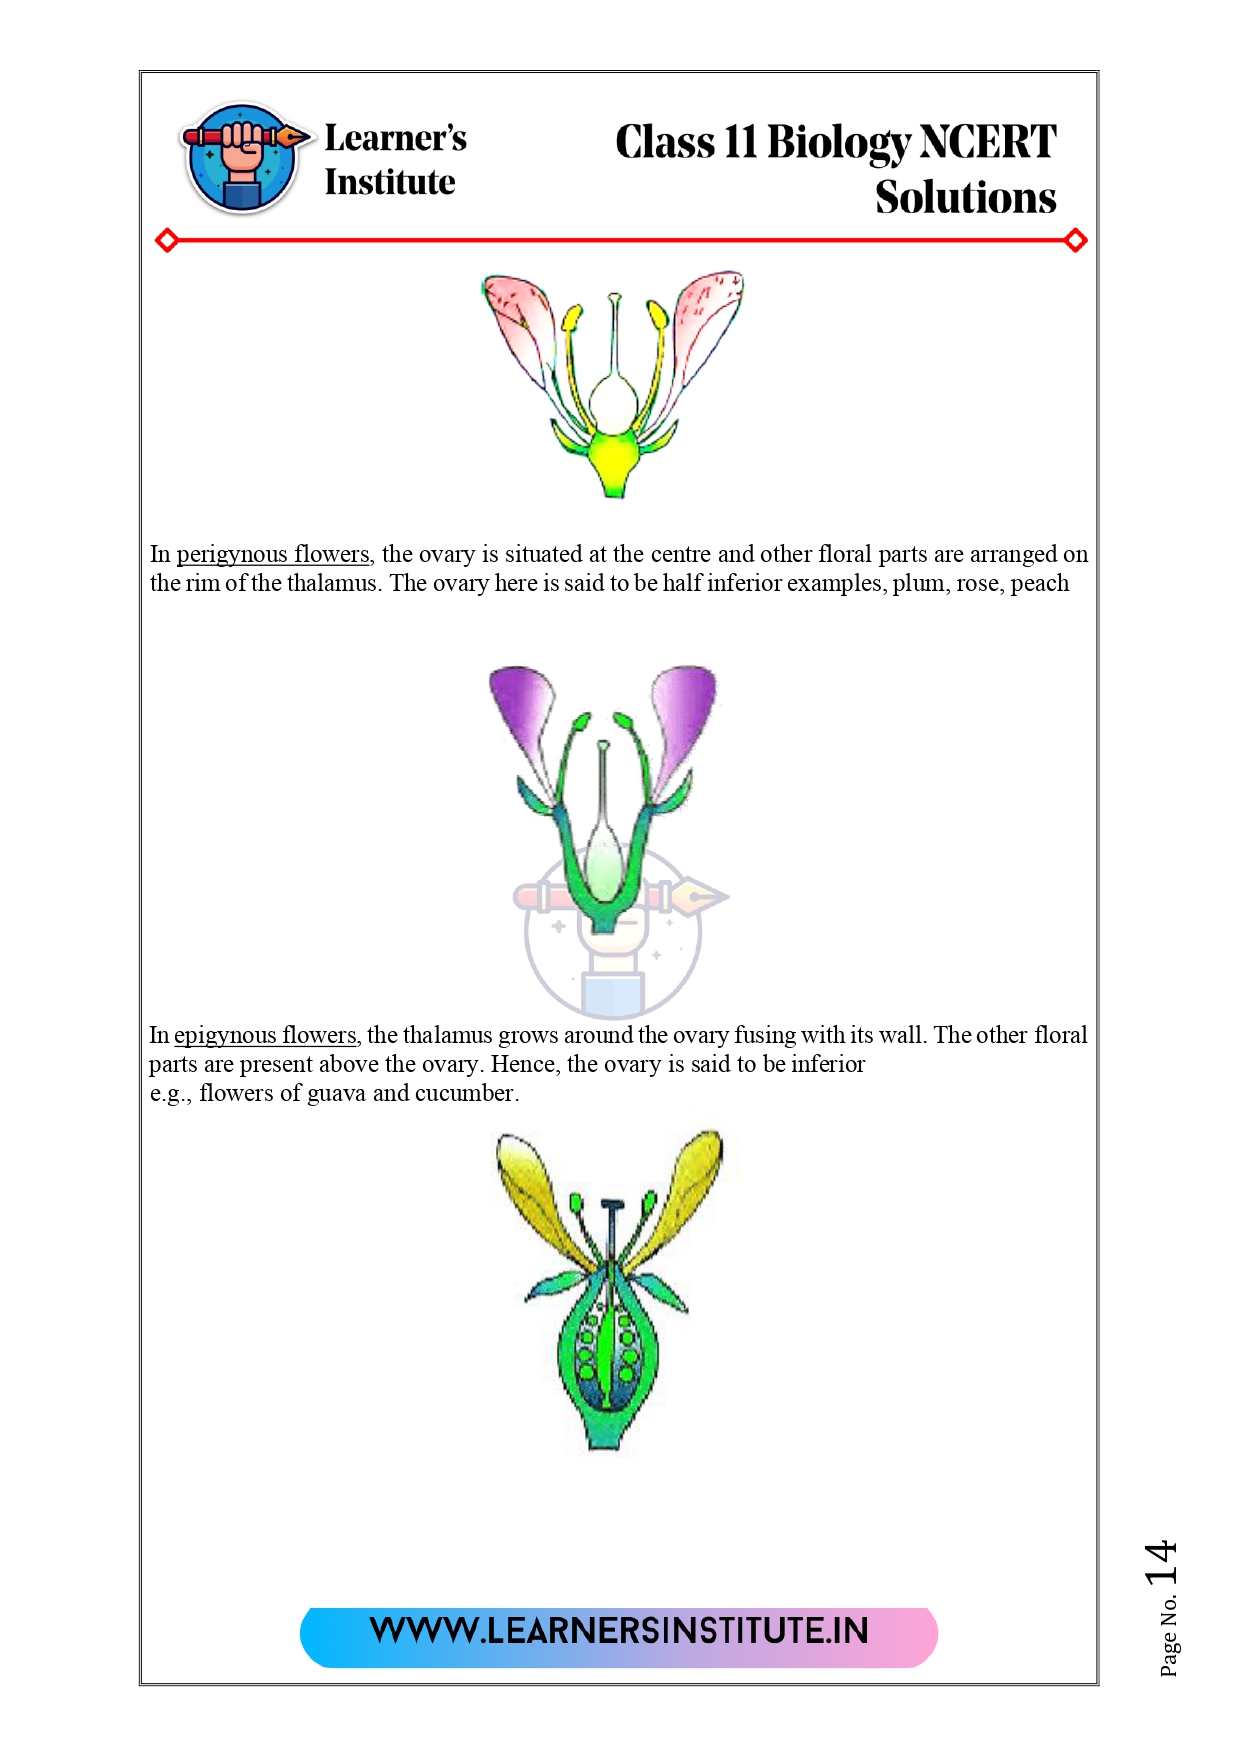 Learner's
Institute
Class 11 Biology NCERT
Solutions
In perigynous flowers, the ovary is situated at the centre and other floral parts are arranged on
the rim of the thalamus. The ovary here is said to be half inferior examples, plum, rose, peach
In epigynous flowers, the thalamus grows around the ovary fusing with its wall. The other floral
parts are present above the ovary. Hence, the ovary is said to be inferior
e.g., flowers of guava and cucumber.
WWW.LEARNERSINSTITUTE.IN
Page No. 14